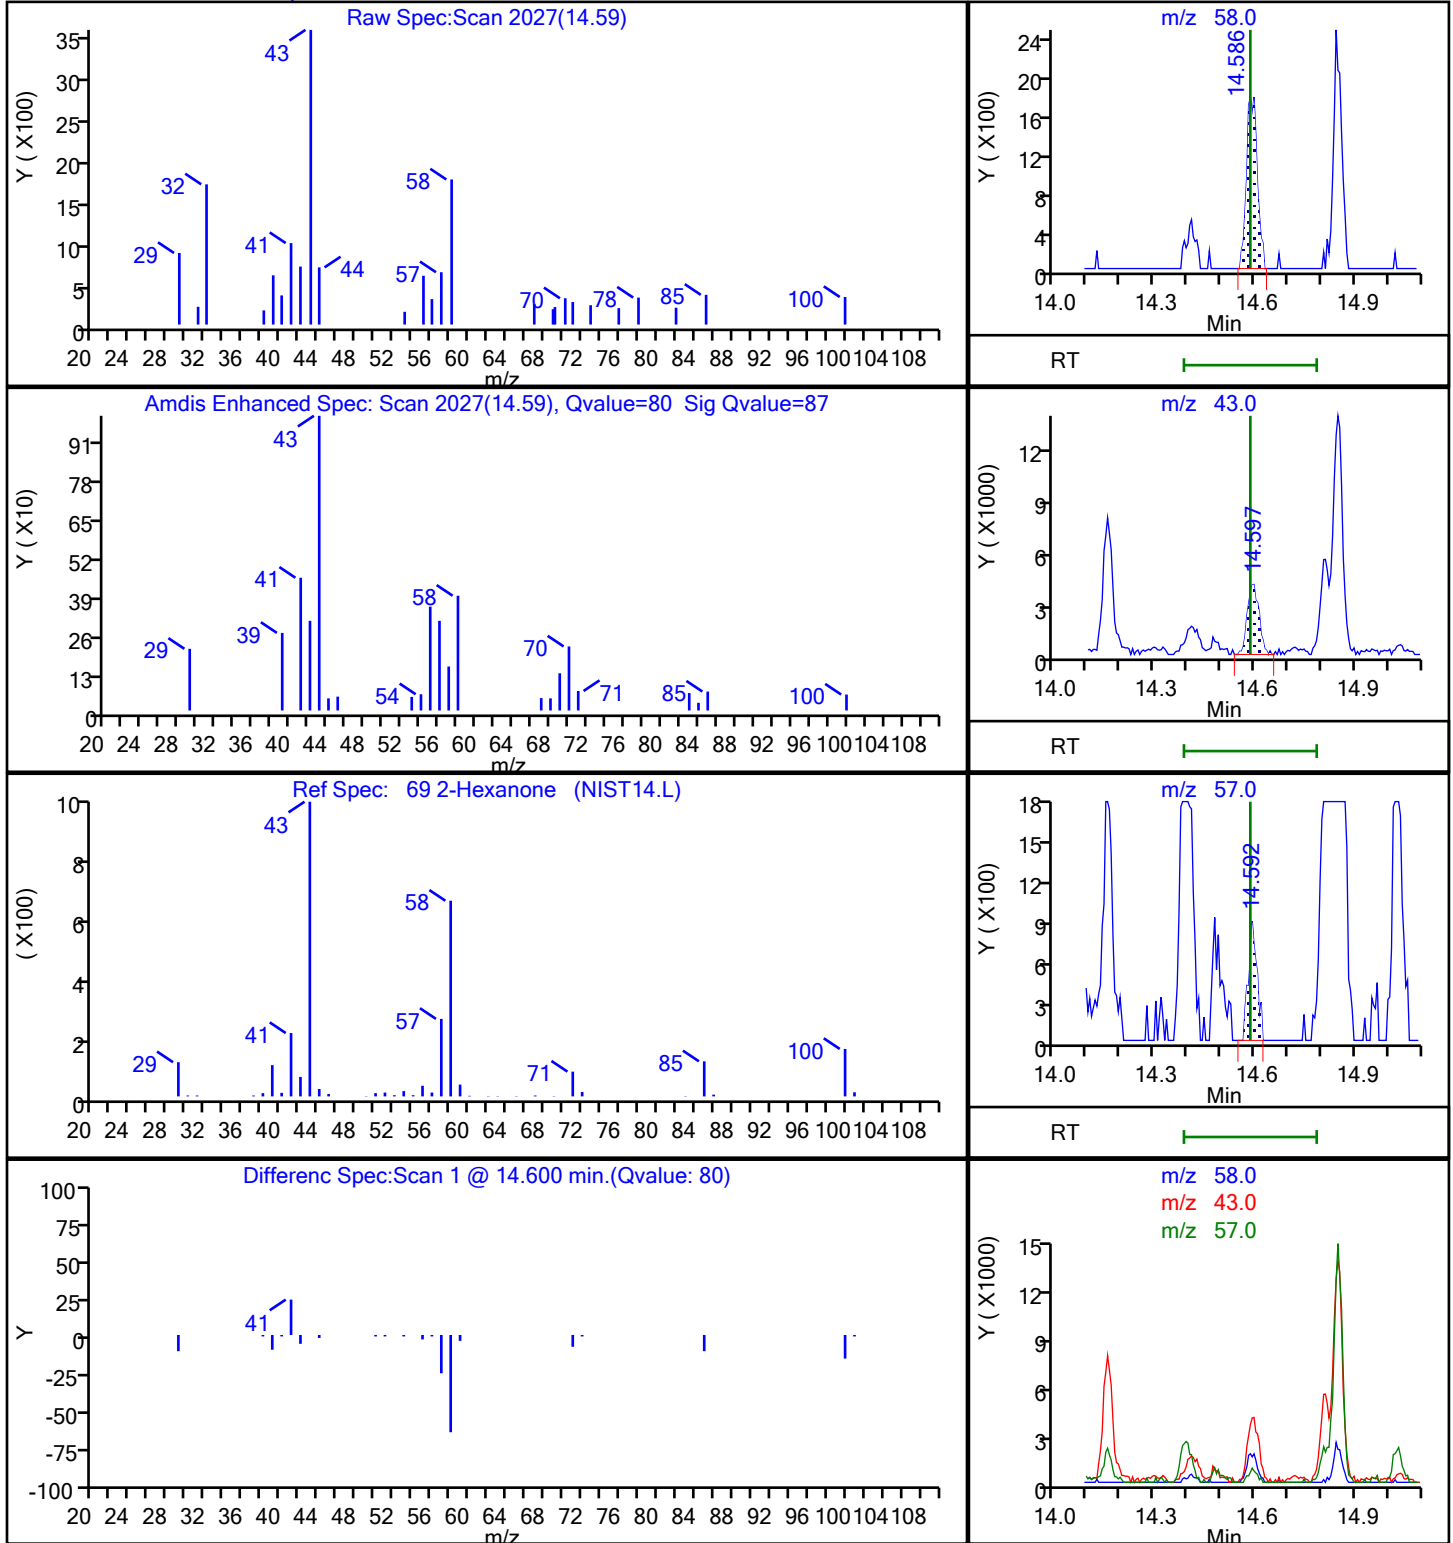 Raw Spec:Scan 2027(14.59)
35
30
25
20
15
10
5
0
Y ( X100)
43
32
58
29
41
44
57
70
78
85
100
20 24 28 32 36 40 44 48 52 56 60 64 68 72 76 80 84 88 92 96 100 104 108
m/z
m/z 58.0
24
20
16
12
8
4
0
Y ( X100)
14.586
14.0 14.3 14.6 14.9
Min
RT
Amdis Enhanced Spec: Scan 2027(14.59), Qvalue=80 Sig Qvalue=87
91
78
65
52
39
26
13
0
Y ( X10)
43
41
58
39
29
70
54
71
85
100
20 24 28 32 36 40 44 48 52 56 60 64 68 72 76 80 84 88 92 96 100 104 108
m/z
m/z 43.0
12
9
6
3
0
Y ( X1000)
14.597
14.0 14.3 14.6 14.9
Min
RT
Ref Spec: 69 2-Hexanone (NIST14.L)
10
8
6
4
2
0
( X100)
43
58
41
57
29
71
85
100
20 24 28 32 36 40 44 48 52 56 60 64 68 72 76 80 84 88 92 96 100 104 108
m/z 57.0
18
15
12
9
6
3
0
Y ( X100)
14.592
14.0 14.3 14.6 14.9
Min
RT
Differenc Spec:Scan 1 @ 14.600 min.(Qvalue: 80)
100
75
50
25
0
-25
-50
-75
-100
Y
41
20 24 28 32 36 40 44 48 52 56 60 64 68 72 76 80 84 88 92 96 100 104 108
m/z
m/z 58.0
m/z 43.0
m/z 57.0
15
12
9
6
3
0
Y ( X1000)
14.0 14.3 14.6 14.9
Min